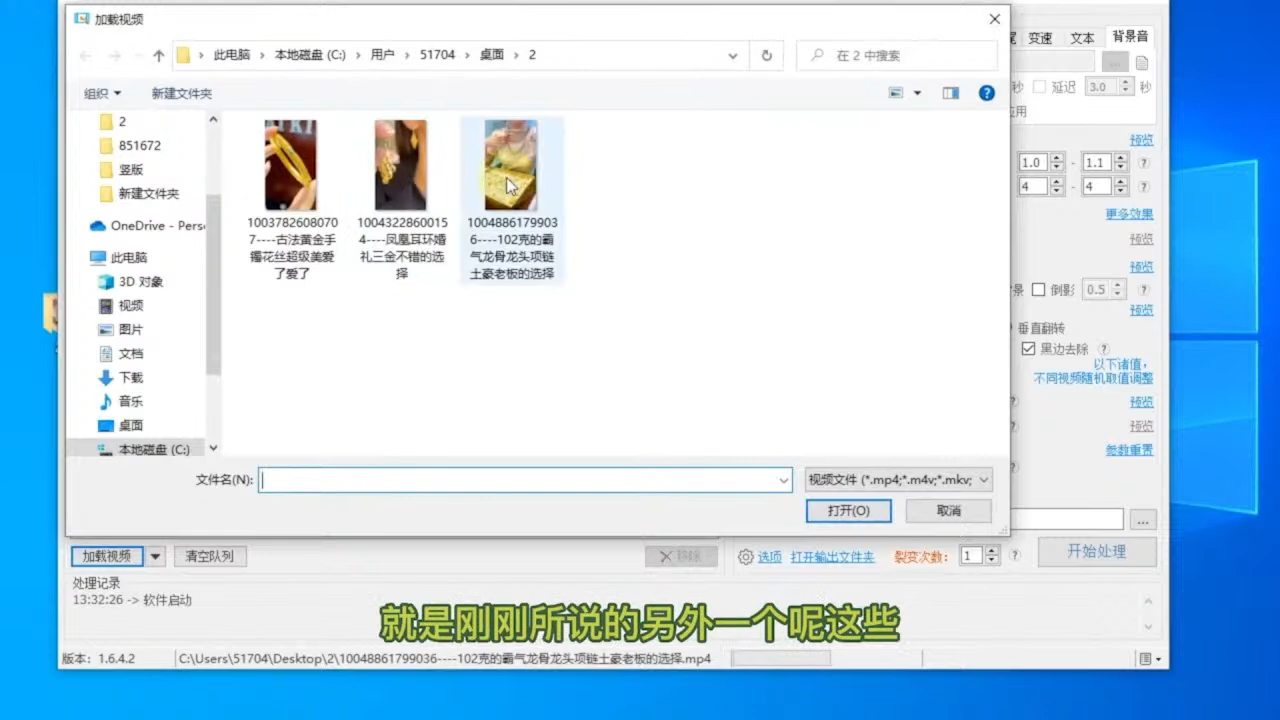 加载视频
此电脑 › 本地磁盘 (C:) › 用户 › 51704 › 桌面 › 2
在 2 中搜索
组织
新建文件夹
2
851672
竖版
新建文件夹
OneDrive - Pers
此电脑
3D 对象
视频
图片
文档
下载
音乐
桌面
本地磁盘 (C:)
1003782608070
7----古法黄金手
镯花丝超级美爱
了爱了
1004322860015
4----凤凰耳环婚
礼三金不错的选
择
1004886179903
6----102克的霸
气龙骨龙头项链
土豪老板的选择
文件名(N):
视频文件 (*.mp4;*.m4v;*.mkv;
打开(O)
取消
变速
文本
背景音
...
秒
延迟
3.0
秒
应用
预览
1.0 - 1.1 ?
4 - 4 ?
更多效果
预览
预览
景
倒影
0.5
?
预览
垂直翻转
黑边去除 ?
以下诸值，
不同视频随机取值调整
预览
预览
参数重置
...
加载视频
清空队列
移除
选项
打开输出文件夹
裂变次数：
1
?
开始处理
处理记录
13:32:26 -> 软件启动
就是刚刚所说的另外一个呢这些
版本：1.6.4.2
C:\Users\51704\Desktop\2\10048861799036----102克的霸气龙骨龙头项链土豪老板的选择.mp4